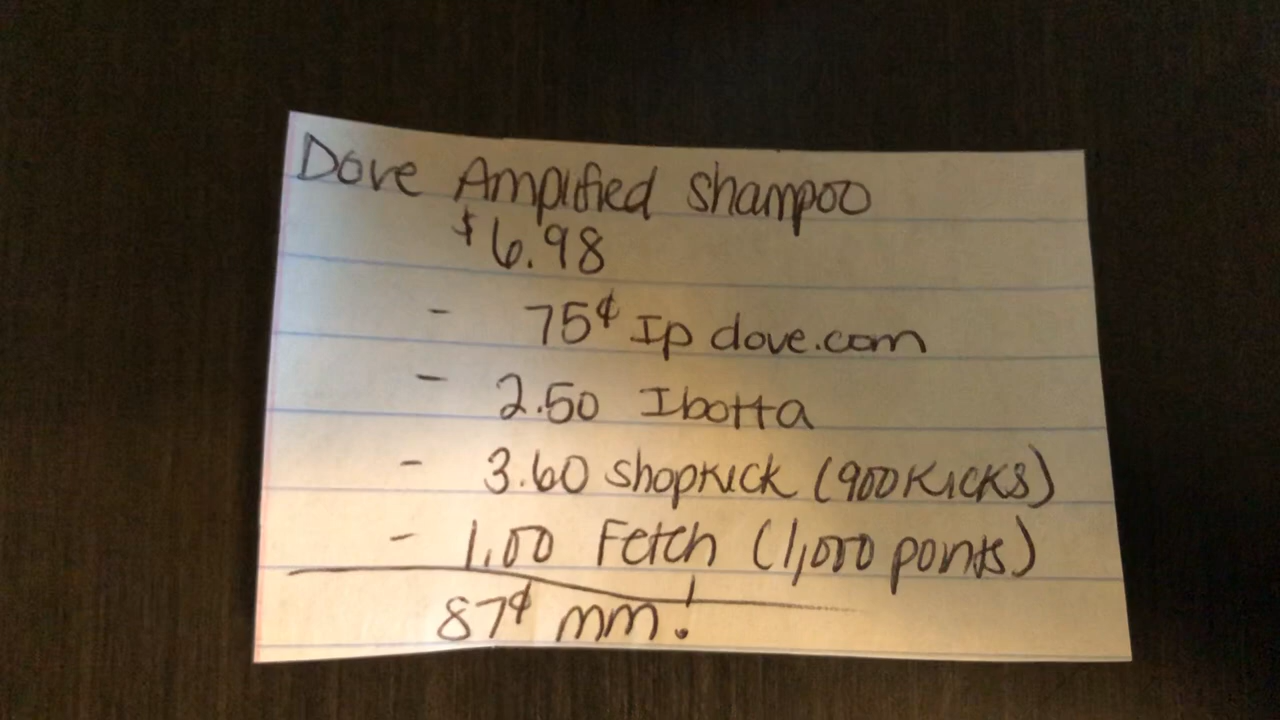 Dove Amplified shampoo
$6.98
- 75¢ Ip dove.com
- 2.50 Ibotta
- 3.60 shopkick (900 kicks)
- 1.00 Fetch (1,000 points)
87¢ mm!